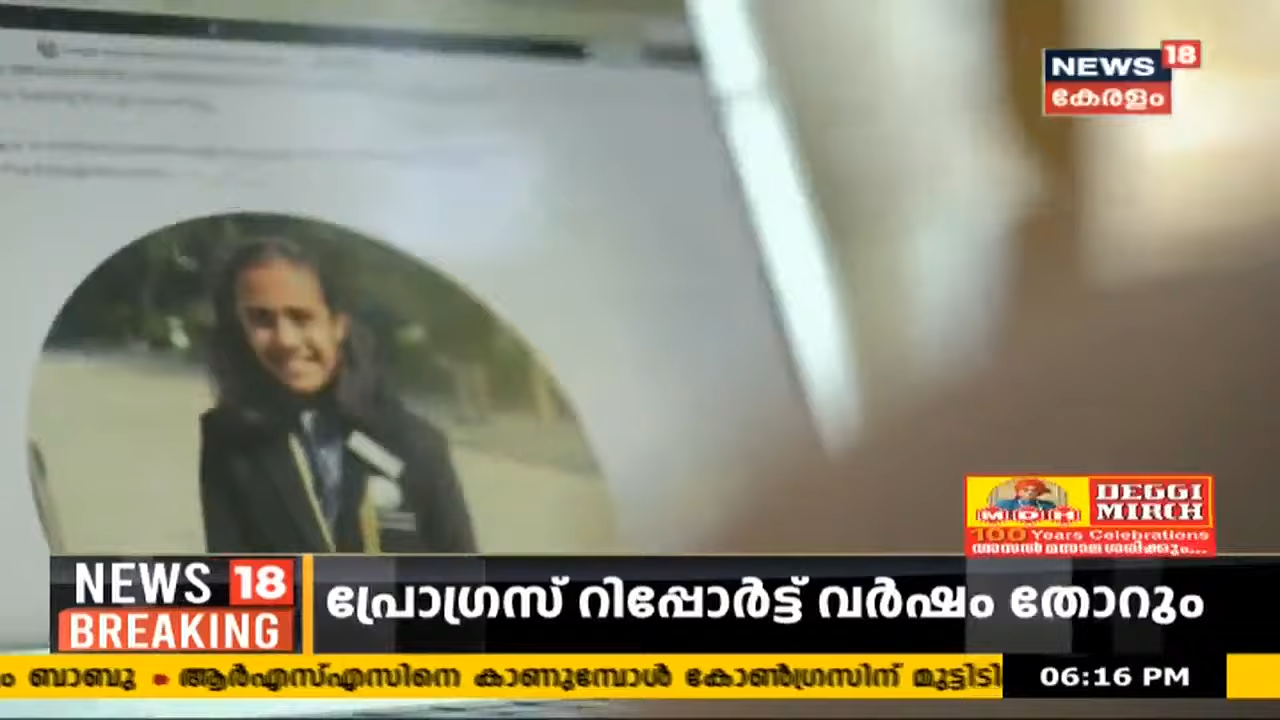 NEWS 18
കേരളം
MDH DEGGI MIRCH
100 Years Celebrations
NEWS 18
BREAKING
പ്രോഗ്രസ് റിപ്പോർട്ട് വർഷം തോറും
ം ബാബു • ആർഎസ്എസിനെ കാണുമ്പോൾ കോൺഗ്രസിന് മുട്ടിടി
06:16 PM